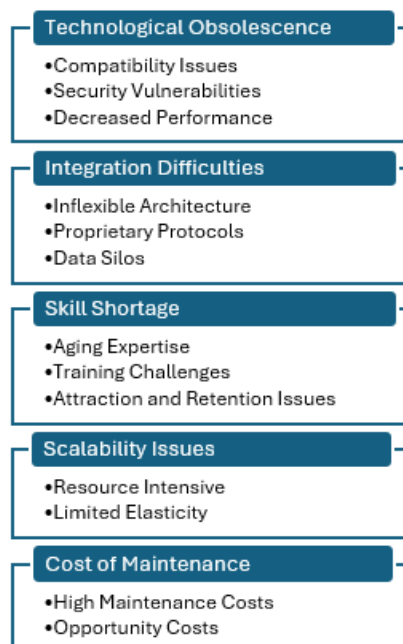 Technological Obsolescence
•Compatibility Issues
•Security Vulnerabilities
•Decreased Performance
Integration Difficulties
•Inflexible Architecture
•Proprietary Protocols
•Data Silos
Skill Shortage
•Aging Expertise
•Training Challenges
•Attraction and Retention Issues
Scalability Issues
•Resource Intensive
•Limited Elasticity
Cost of Maintenance
•High Maintenance Costs
•Opportunity Costs